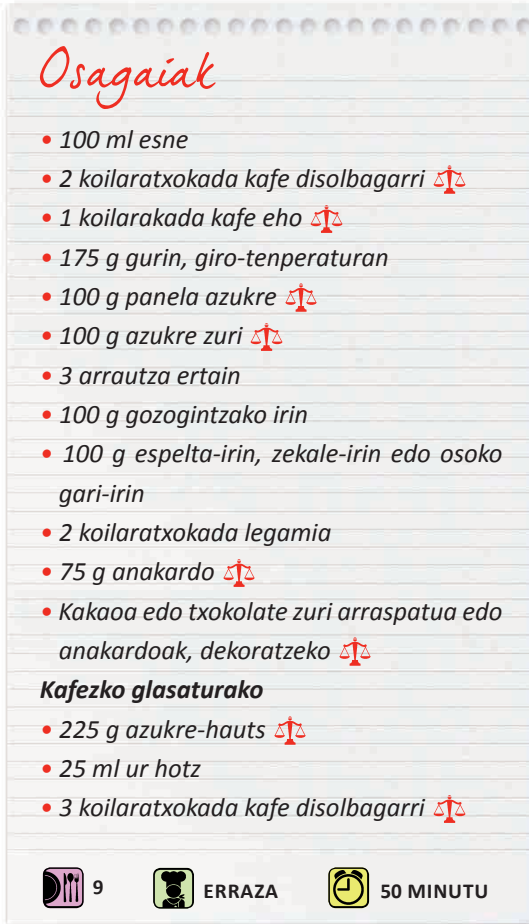 Osagaiak
• 100 ml esne
• 2 koilaratxokada kafe disolbagarri
• 1 koilarakada kafe eho
• 175 g gurin, giro-tenperaturan
• 100 g panela azukre
• 100 g azukre zuri
• 3 arrautza ertain
• 100 g gozogintzako irin
• 100 g espelta-irin, zekale-irin edo osoko
gari-irin
• 2 koilaratxokada legamia
• 75 g anakardo
• Kakaoa edo txokolate zuri arraspatua edo
anakardoak, dekoratzeko
Kafezko glasaturako
• 225 g azukre-hauts
• 25 ml ur hotz
• 3 koilaratxokada kafe disolbagarri
9 ERRAZA 50 MINUTU